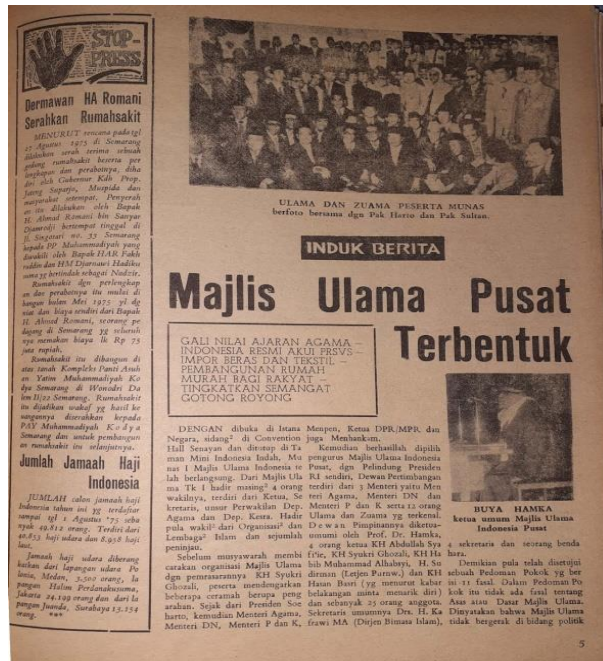 STOP-
PRESS
Dermawan HA Romani
Serahkan Rumahsakit
MENURUT rencana pada tgl
27 Agustus 1975 di Semarang
dilakukan serah terima sebuah
gedung rumahsakit beserta per
lengkapan dan perabotnya, diha
diri oleh Gubernur Kdh Prop.
Jateng Suparjo, Muspida dan
masyarakat setempat. Penyerah
an itu dilakukan oleh Bapak
H. Ahmad Romani bin Sanyar
Djamredji bertempat tinggal di
Jl. Singotari no. 33 Semarang
kepada PP Muhammadiyah yang
diwakili oleh Bapak HAR Fakh
ruddin dan HM Djarnawi Hadiku
suma yg bertindak sebagai Nadzir.
Rumahsakit dgn perlengkap
an dan perabotnya itu mulai di
bangun bulan Mei 1975 yl dg
niat dan biaya sendiri dari Bapak
H. Ahmed Romani, seorang pe
dagang di Semarang yg seluruh
nya memakan biaya lk Rp 75
juta rupiah.
Rumahsakit itu dibangun di
atas tanah Kompleks Panti Asuh
an Yatim Muhammadiyah Ko
dya Semarang di Wonodri Da
lem II/22 Semarang. Rumahsakit
itu dijadikan wakaf yg hasil ke
uangannya diserahkan kepada
PAY Muhammadiyah Kodya
Semarang dan untuk pembangun
an rumahsakit itu selanjutnya.
Jumlah Jamaah Haji
Indonesia
JUMLAH calon jamaah haji
Indonesia tahun ini yg terdaftar
sampai tgl 1 Agustus '75 seba
nyak 49.812 orang. Terdiri dari
40.853 haji udara dan 8.958 haji
laut.
Jamaah haji udara diberang
katkan dari lapangan udara Po
lonia, Medan, 3.500 orang, la
pangan Halim Perdanakusuma,
Jakarta 24.199 orang dan dari la
pangan Juanda, Surabaya 13.154
orang. ***
ULAMA DAN ZUAMA PESERTA MUNAS
berfoto bersama dgn Pak Harto dan Pak Sultan.
INDUK BERITA
Majlis Ulama Pusat
Terbentuk
GALI NILAI AJARAN AGAMA —
INDONESIA RESMI AKUI PRSVS —
IMPOR BERAS DAN TEKSTIL —
PEMBANGUNAN RUMAH
MURAH BAGI RAKYAT —
TINGKATKAN SEMANGAT
GOTONG ROYONG
DENGAN dibuka di Istana
Negara, sidang² di Convention
Hall Senayan dan ditutup di Ta
man Mini Indonesia Indah, Mu
nas I Majlis Ulama Indonesia te
lah berlangsung. Dari Majlis Ula
ma Tk I hadir masing² 4 orang
wakilnya, terdiri dari Ketua, Se
kretaris, unsur Perwakilan Dep.
Agama dan Dep. Kesra. Hadir
pula wakil² dari Organisasi² dan
Lembaga² Islam dan sejumlah
peninjau.
Sebelum musyawarah membi
carakan organisasi Majlis Ulama
dgn pemrasarannya KH Syukri
Ghozali, peserta mendengarkan
beberapa ceramah berupa peng
arahan. Sejak dari Presiden Soe
harto, kemudian Menteri Agama,
Menteri DN, Menteri P dan K,
Menpen, Ketua DPR/MPR, dan
juga Menhankam.
Kemudian berhasillah dipilih
pengurus Majlis Ulama Indonesia
Pusat, dgn Pelindung Presiden
RI sendiri, Dewan Pertimbangan
terdiri dari 3 Menteri yaitu Men
teri Agama, Menteri DN dan
Menteri P dan K serta 12 orang
Ulama dan Zuama yg terkenal.
Dewan Pimpinannya diketua-
umumi oleh Prof. Dr. Hamka,
4 orang ketua KH Abdullah Sya
fi'ie, KH Syukri Ghozali, KH Ha
bib Muhammad Alhabsyi, H. Su
dirman (Letjen Purnw.) dan KH
Hasan Basri (yg menurut kabar
belakangan minta menarik diri)
dan sebanyak 25 orang anggota.
Sekretaris umumnya Drs. H. Ka
frawi MA (Dirjen Bimasa Islam),
BUYA HAMKA
ketua umum Majlis Ulama
Indonesia Pusat
4 sekretaris dan seorang benda
hara.
Demikian pula telah disetujui
sebuah Pedoman Pokok yg ber
isi 11 fasal. Dalam Pedoman Po
kok itu tidak ada fasal tentang
Asas atau Dasar Majlis Ulama.
Dinyatakan bahwa Majlis Ulama
tidak bergerak di bidang politik
5